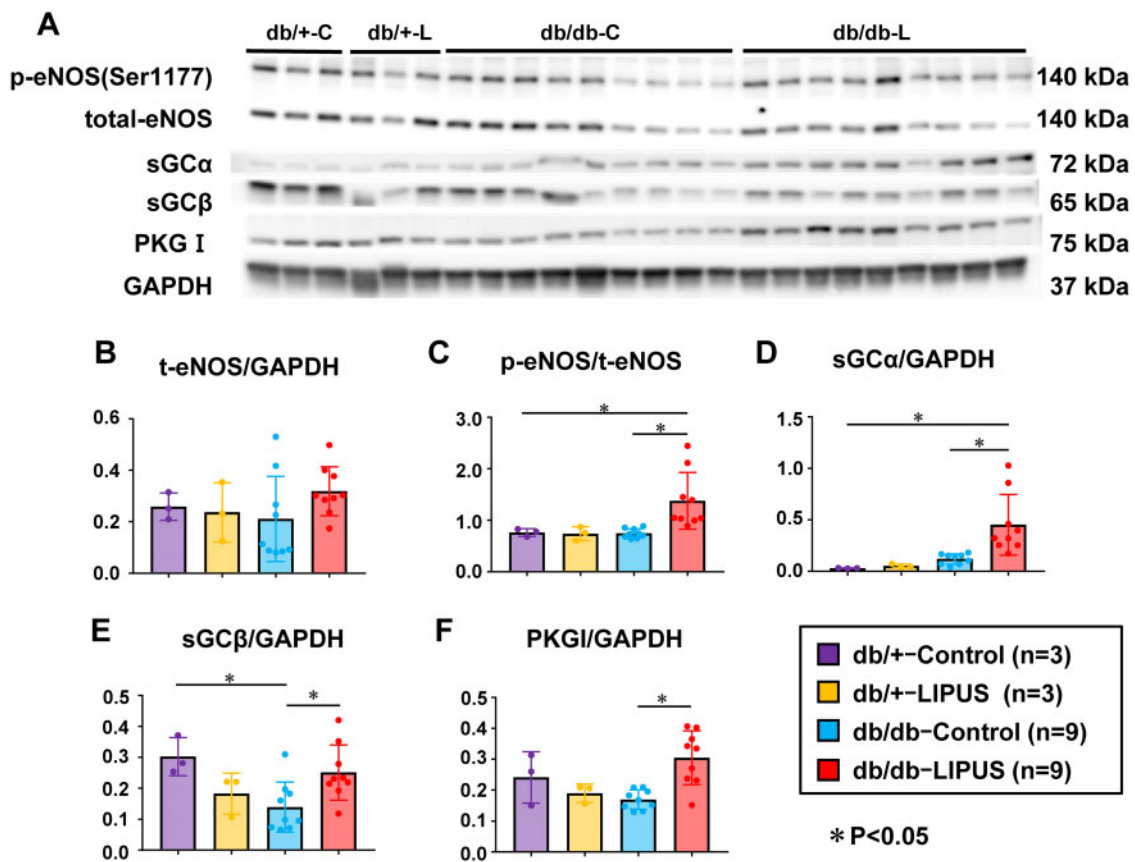 A
db/+-C db/+-L db/db-C db/db-L
p-eNOS(Ser1177) 140 kDa
total-eNOS 140 kDa
sGCα 72 kDa
sGCβ 65 kDa
PKG I 75 kDa
GAPDH 37 kDa
B
t-eNOS/GAPDH
0.6
0.4
0.2
0.0
C
p-eNOS/t-eNOS
3.0
2.0
1.0
0.0
*
*
D
sGCα/GAPDH
1.5
1.0
0.5
0.0
*
*
E
sGCβ/GAPDH
0.5
0.4
0.3
0.2
0.1
0.0
*
*
F
PKGI/GAPDH
0.5
0.4
0.3
0.2
0.1
0.0
*
db/+−Control (n=3)
db/+−LIPUS (n=3)
db/db−Control (n=9)
db/db−LIPUS (n=9)
* P<0.05